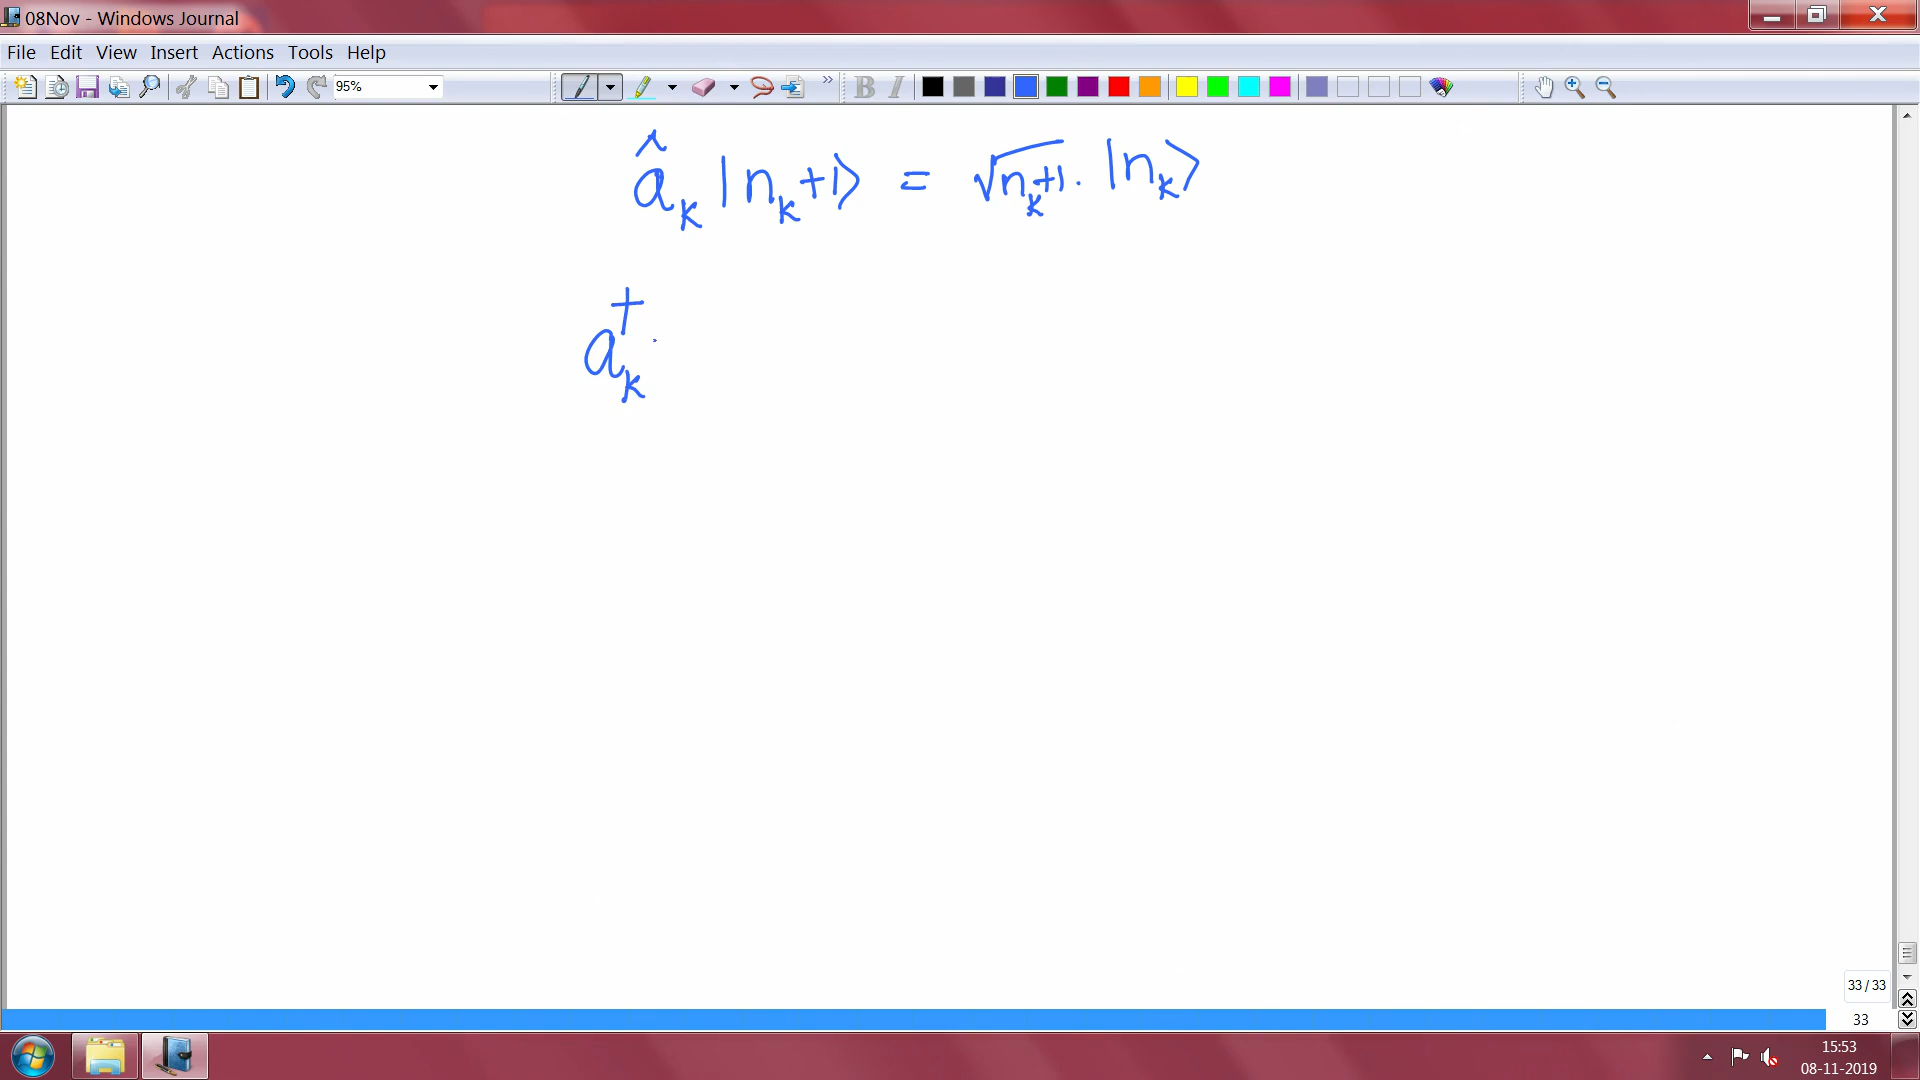 08Nov - Windows Journal
File Edit View Insert Actions Tools Help
95% » B I
â_k |n_k+1⟩ = √n_k+1 . |n_k⟩
a_k^†
33 / 33
33
15:53
08-11-2019